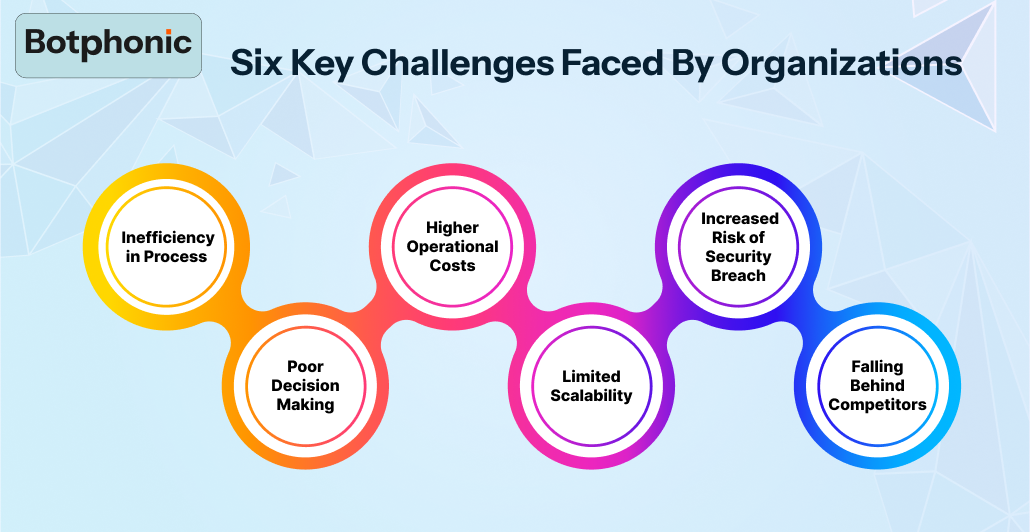 Botphonic
Six Key Challenges Faced By Organizations
Inefficiency
in Process
Poor
Decision
Making
Higher
Operational
Costs
Limited
Scalability
Increased
Risk of
Security
Breach
Falling
Behind
Competitors